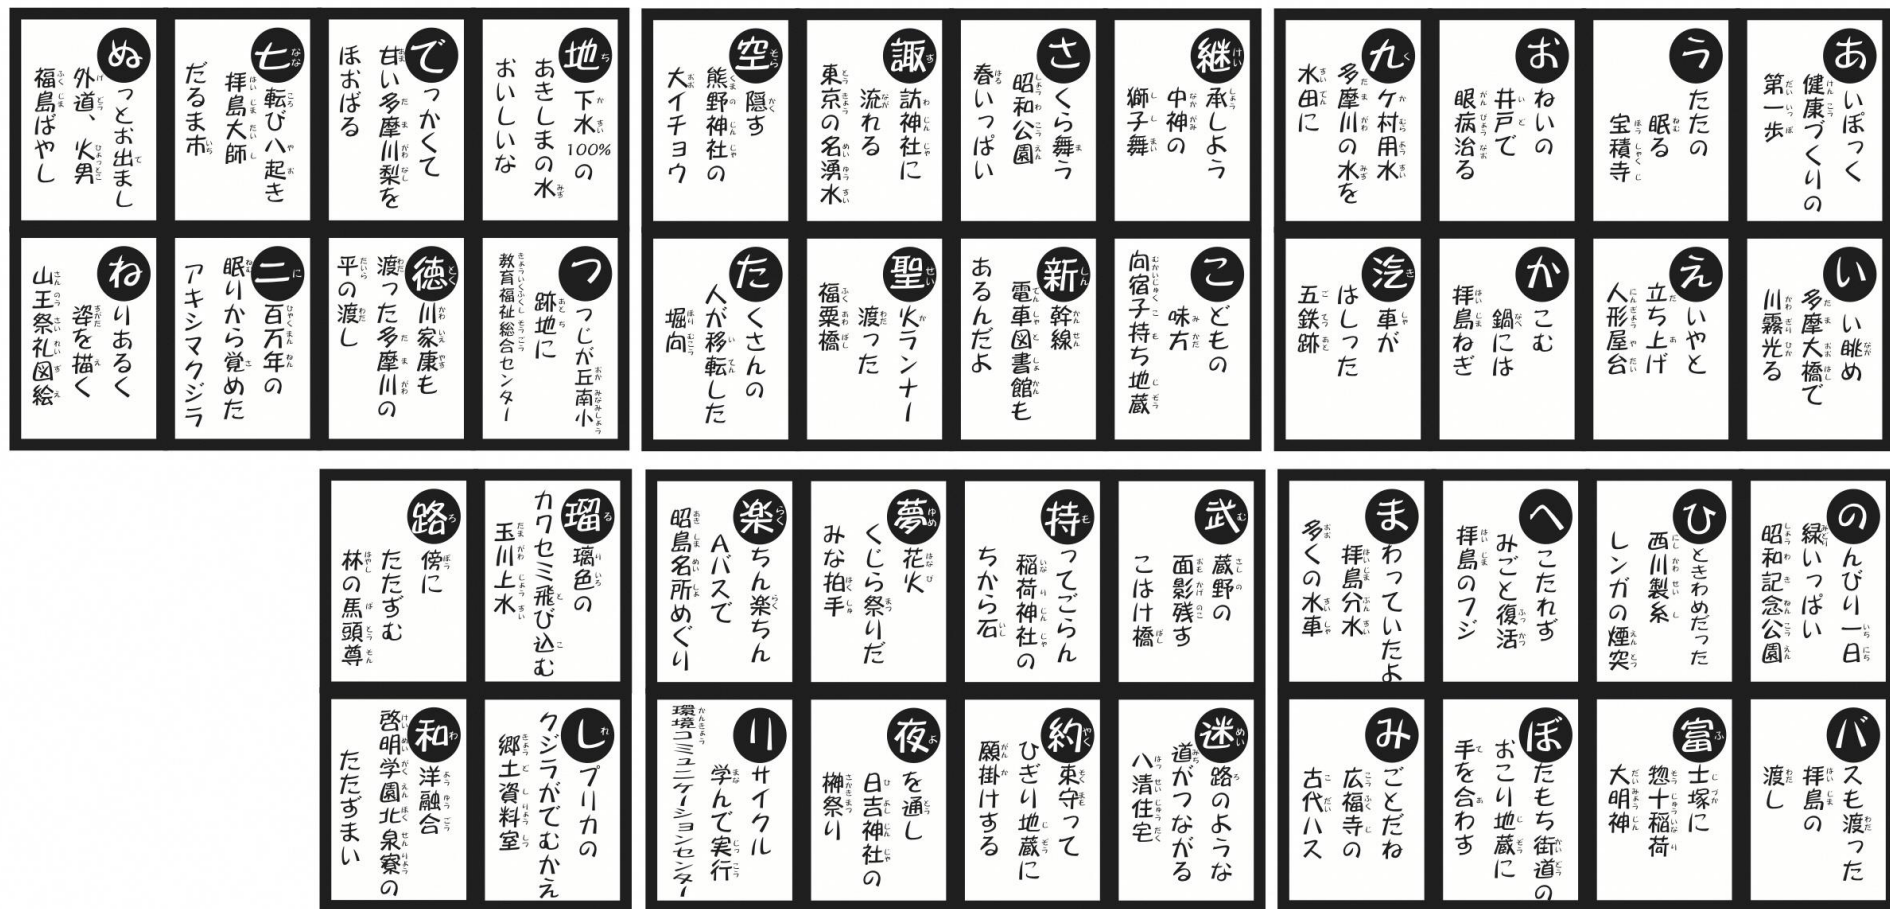 あいぽっく
健康づくりの
第一歩
いい眺め
多摩大橋で
川霧光る
うたたの
眠る
宝積寺
えいやと
立ち上げ
人形屋台
おねいの
井戸で
眼病治る
かこむ
鍋には
拝島ねぎ
九ケ村用水
多摩川の水を
水田に
汽車が
はしった
五鉄跡
継承しよう
中神の
獅子舞
こどもの
味方
向宿子持ち地蔵
さくら舞う
昭和公園
春いっぱい
新幹線
電車図書館も
あるんだよ
諏訪神社に
流れる
東京の名湧水
聖火ランナー
渡った
福粟橋
空隠す
熊野神社の
大イチョウ
たくさんの
人が移転した
堀向
地下水100%の
あきしまの水
おいしいな
つつじが丘南小
跡地に
教育福祉総合センター
でっかくて
甘い多摩川梨を
ほおばる
徳川家康も
渡った多摩川の
平の渡し
七転び八起き
拝島大師
だるま市
二百万年の
眠りから覚めた
アキシマクジラ
ぬっとお出まし
外道、火男
福島ばやし
ねりあるく
姿を描く
山王祭礼図絵
のんびり一日
緑いっぱい
昭和記念公園
バスも渡った
拝島の
渡し
ひときわめだった
西川製糸
レンガの煙突
富士塚に
惣十稲荷
大明神
へこたれず
みごと復活
拝島のフジ
ぼたもち街道の
おこり地蔵に
手を合わす
まわっていたよ
拝島分水
多くの水車
みごとだね
広福寺の
古代ハス
武蔵野の
面影残す
こはけ橋
迷路のような
道がつながる
八清住宅
持ってごらん
稲荷神社の
ちから石
約束守って
ひぎり地蔵に
願掛けする
夢花火
くじら祭りだ
みな拍手
夜を通し
日吉神社の
榊祭り
楽ちん楽ちん
Aバスで
昭島名所めぐり
リサイクル
学んで実行
環境コミュニケーションセンター
瑠璃色の
カワセミ飛び込む
玉川上水
レプリカの
クジラがでむかえ
郷土資料室
路傍に
たたずむ
林の馬頭尊
和洋融合
啓明学園北泉寮の
たたずまい